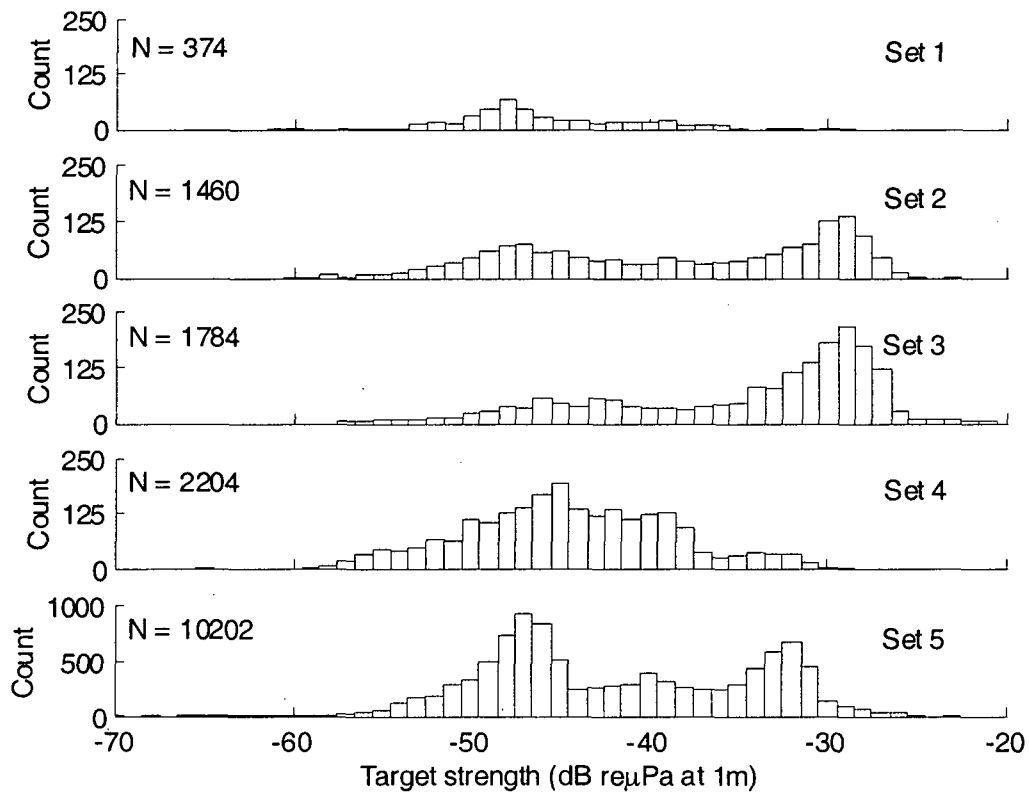 250
N = 374
Set 1
Count
125
0
250
N = 1460
Set 2
Count
125
0
250
N = 1784
Set 3
Count
125
0
250
N = 2204
Set 4
Count
125
0
1000
N = 10202
Set 5
Count
500
0
-70 -60 -50 -40 -30 -20
Target strength (dB reμPa at 1m)